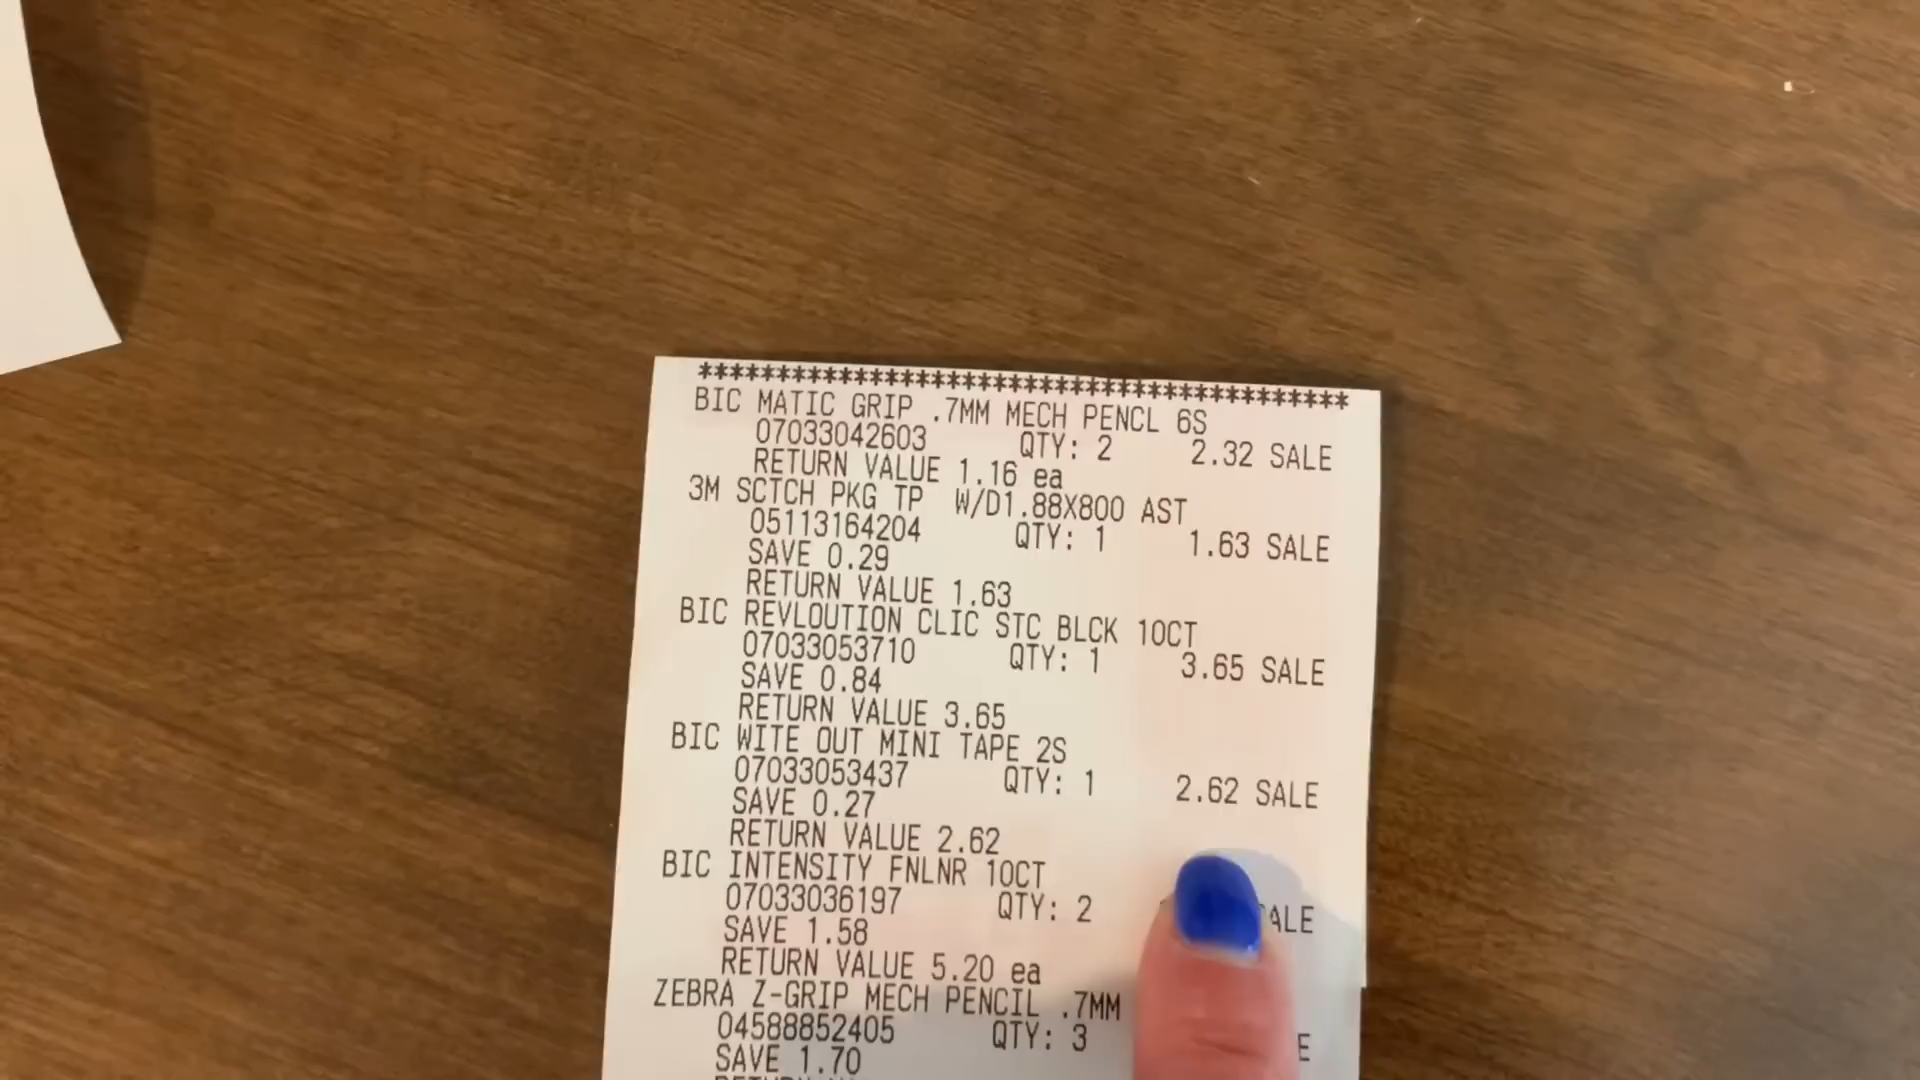 ******************************************
BIC MATIC GRIP .7MM MECH PENCL 6S
07033042603 QTY: 2 2.32 SALE
RETURN VALUE 1.16 ea
3M SCTCH PKG TP W/D1.88X800 AST
05113164204 QTY: 1 1.63 SALE
SAVE 0.29
RETURN VALUE 1.63
BIC REVLOUTION CLIC STC BLCK 10CT
07033053710 QTY: 1 3.65 SALE
SAVE 0.84
RETURN VALUE 3.65
BIC WITE OUT MINI TAPE 2S
07033053437 QTY: 1 2.62 SALE
SAVE 0.27
RETURN VALUE 2.62
BIC INTENSITY FNLNR 10CT
07033036197 QTY: 2 ALE
SAVE 1.58
RETURN VALUE 5.20 ea
ZEBRA Z-GRIP MECH PENCIL .7MM
04588852405 QTY: 3 E
SAVE 1.70